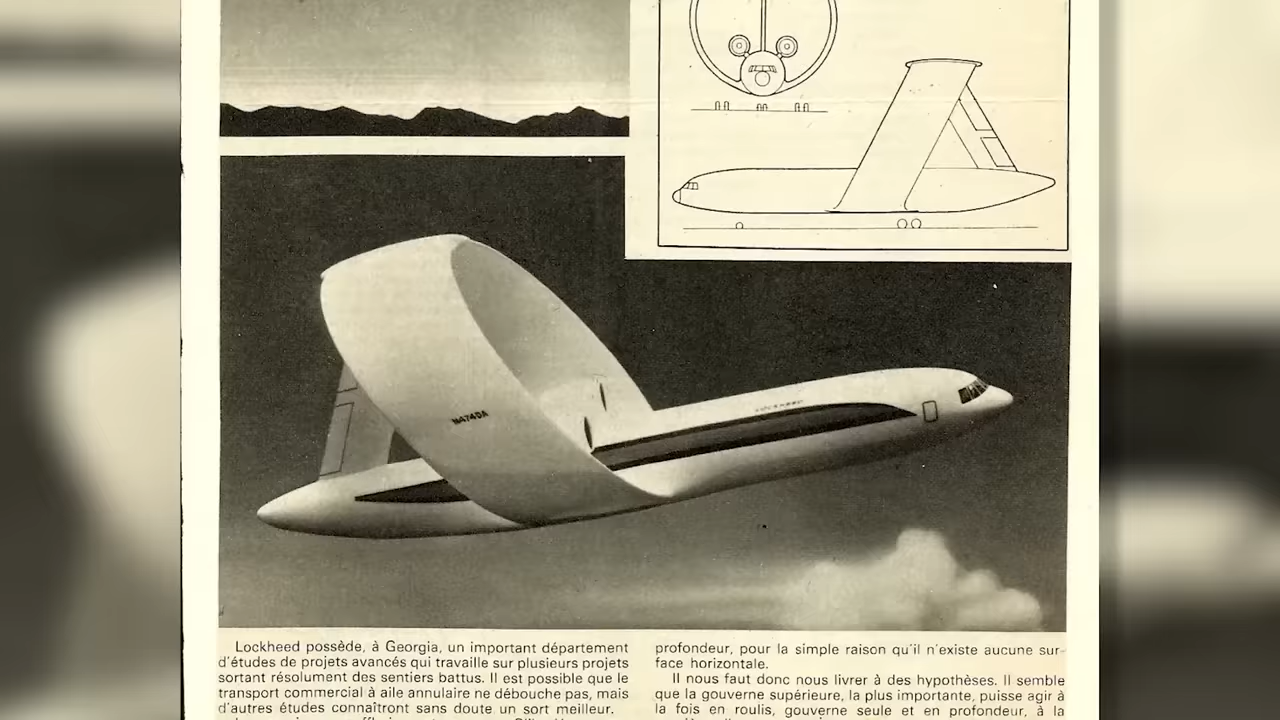 N474DA
LOCKHEED
Lockheed possède, à Georgia, un important département
d'études de projets avancés qui travaille sur plusieurs projets
sortant résolument des sentiers battus. Il est possible que le
transport commercial à aile annulaire ne débouche pas, mais
d'autres études connaîtront sans doute un sort meilleur.
profondeur, pour la simple raison qu'il n'existe aucune sur-
face horizontale.
Il nous faut donc nous livrer à des hypothèses. Il semble
que la gouverne supérieure, la plus importante, puisse agir à
la fois en roulis, gouverne seule et en profondeur, à la